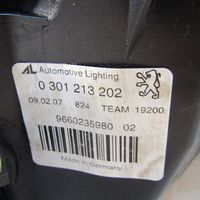 AL Automotive Lighting
0 301 213 202
09.02.07 824 TEAM 19200
9660235980 02
Made in Germany